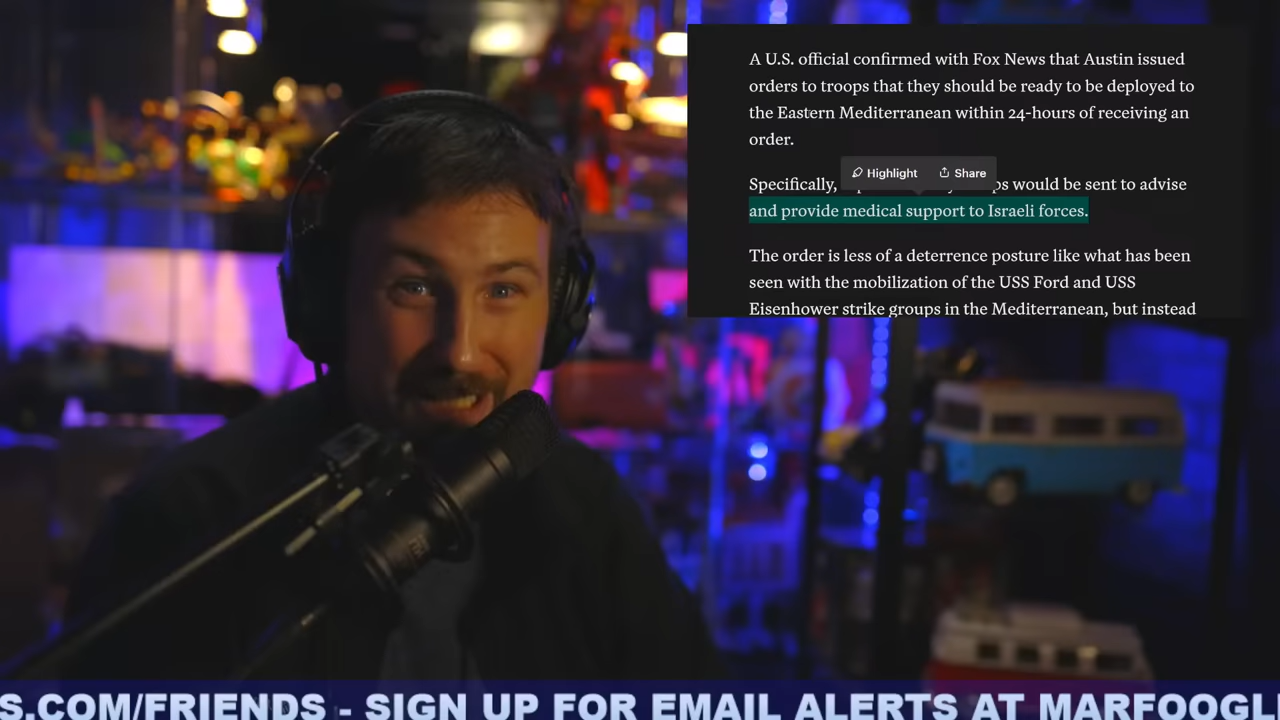 A U.S. official confirmed with Fox News that Austin issued
orders to troops that they should be ready to be deployed to
the Eastern Mediterranean within 24-hours of receiving an
order.
Highlight Share
Specifically, would be sent to advise
and provide medical support to Israeli forces.
The order is less of a deterrence posture like what has been
seen with the mobilization of the USS Ford and USS
Eisenhower strike groups in the Mediterranean, but instead
S.COM/FRIENDS - SIGN UP FOR EMAIL ALERTS AT MARFOOGL